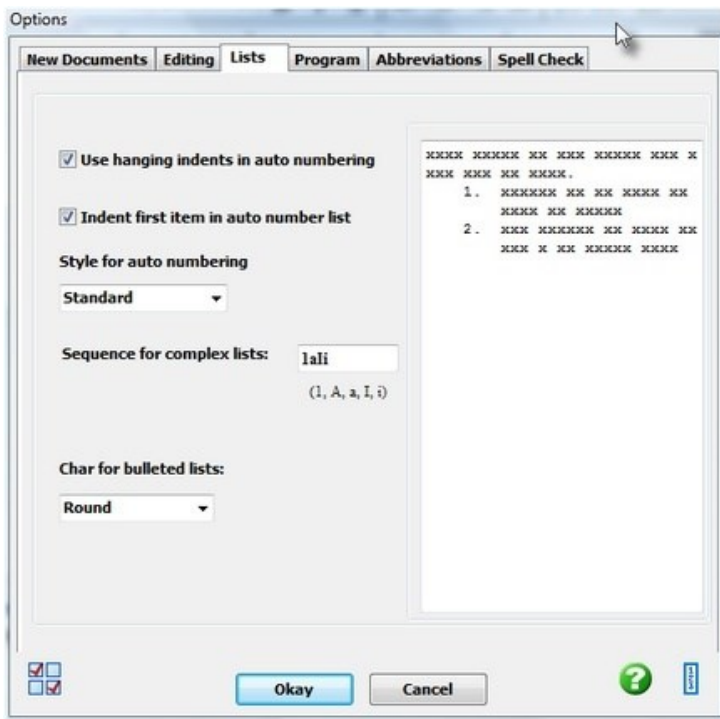 Options
New Documents Editing Lists Program Abbreviations Spell Check
Use hanging indents in auto numbering
Indent first item in auto number list
Style for auto numbering
Standard
Sequence for complex lists: 1aIi
(1, A, a, I, i)
Char for bulleted lists:
Round
xxxx xxxxx xx xxx xxxxx xxx x
xxx xxx xx xxxx.
1. xxxxxx xx xx xxxx xx
xxxx xx xxxxx
2. xxx xxxxxx xx xxxx xx
xxx x xx xxxxx xxxx
Okay Cancel